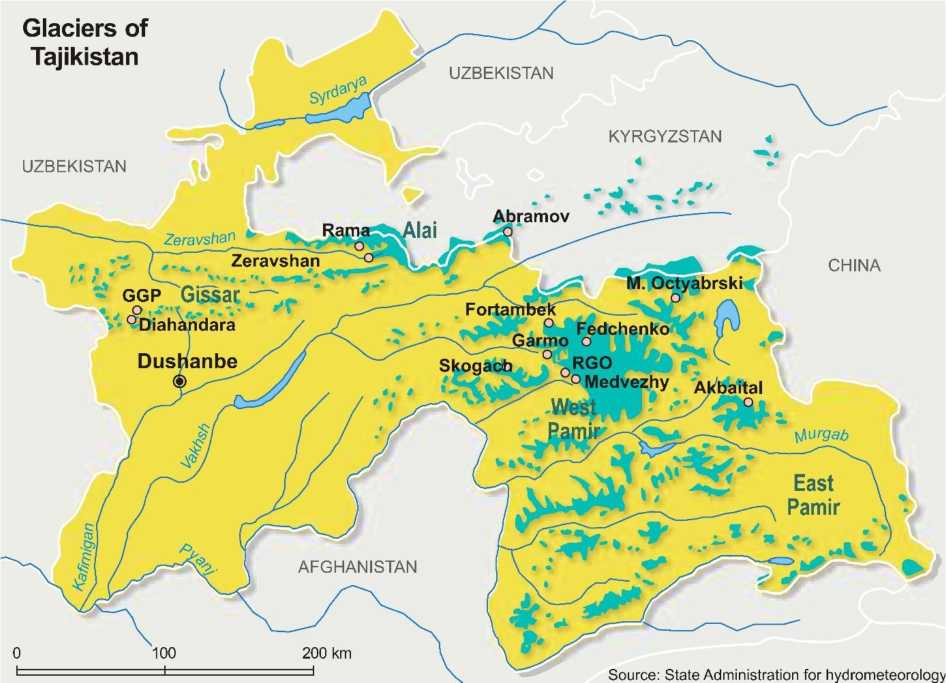 Glaciers of
Tajikistan
UZBEKISTAN
Syrdarya
KYRGYZSTAN
UZBEKISTAN
Abramov
Rama
Alai
Zeravshan
Zeravshan
CHINA
M. Octyabrski
GGP
Gissar
Fortambek
Diahandara
Fedchenko
Garmo
Dushanbe
Skogach
RGO
Medvezhy
Akbaital
West
Pamir
Murgab
Vakhsh
East
Pamir
Kafirnigan
Pyanj
AFGHANISTAN
0 100 200 km
Source: State Administration for hydrometeorology